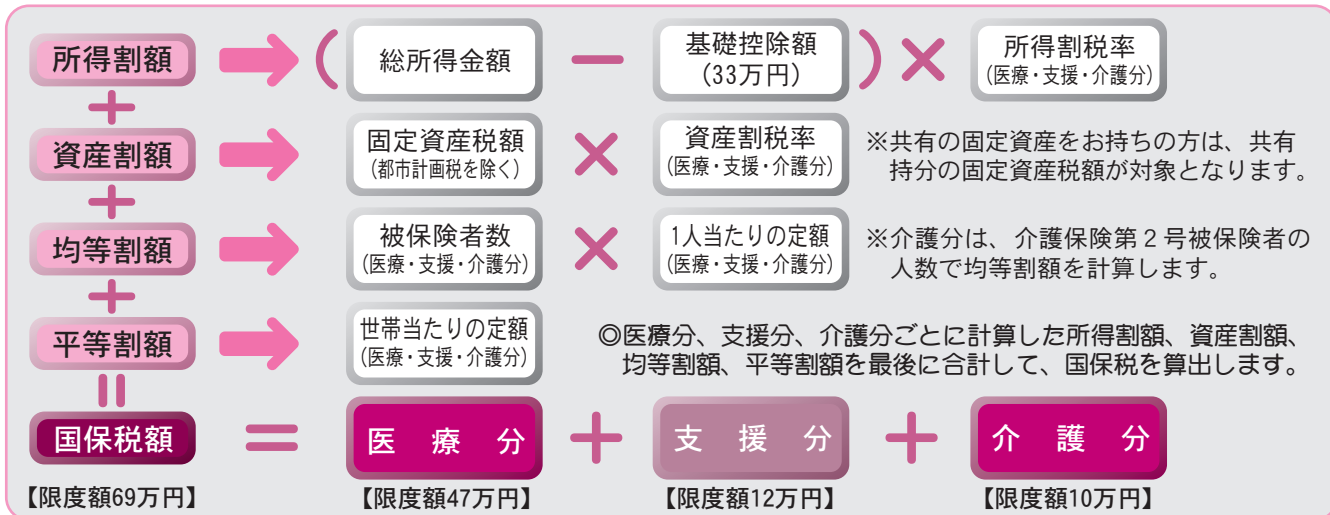 所得割額
(
総所得金額
−
基礎控除額
(33万円)
)
×
所得割税率
(医療・支援・介護分)
+
資産割額
固定資産税額
(都市計画税を除く)
×
資産割税率
(医療・支援・介護分)
※共有の固定資産をお持ちの方は、共有
持分の固定資産税額が対象となります。
+
均等割額
被保険者数
(医療・支援・介護分)
×
1人当たりの定額
(医療・支援・介護分)
※介護分は、介護保険第2号被保険者の
人数で均等割額を計算します。
+
平等割額
世帯当たりの定額
(医療・支援・介護分)
◎医療分、支援分、介護分ごとに計算した所得割額、資産割額、
均等割額、平等割額を最後に合計して、国保税を算出します。
=
国保税額
=
医療分
+
支援分
+
介護分
【限度額69万円】
【限度額47万円】
【限度額12万円】
【限度額10万円】